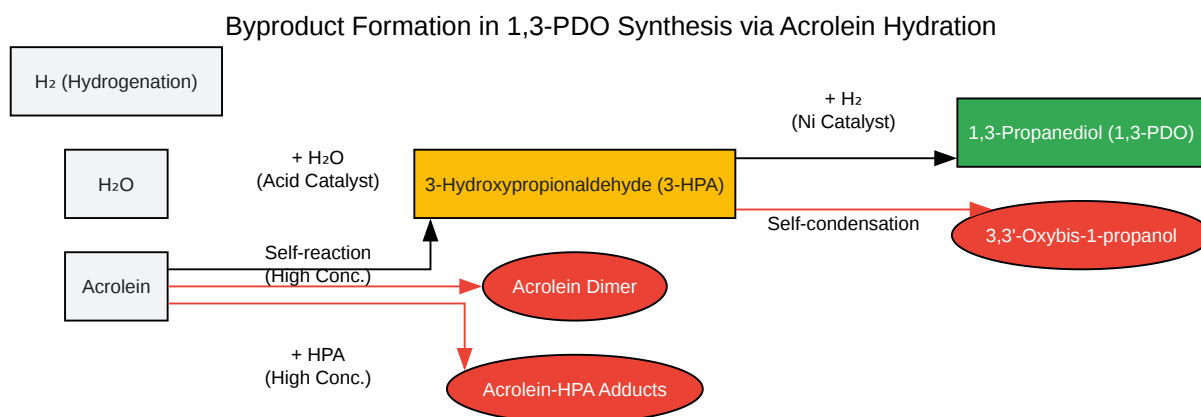 Byproduct Formation in 1,3-PDO Synthesis via Acrolein Hydration
H₂ (Hydrogenation)
+ H₂
(Ni Catalyst)
1,3-Propanediol (1,3-PDO)
H₂O
+ H₂O
(Acid Catalyst)
3-Hydroxypropionaldehyde (3-HPA)
Self-condensation
3,3'-Oxybis-1-propanol
Acrolein
Self-reaction
(High Conc.)
Acrolein Dimer
+ HPA
(High Conc.)
Acrolein-HPA Adducts